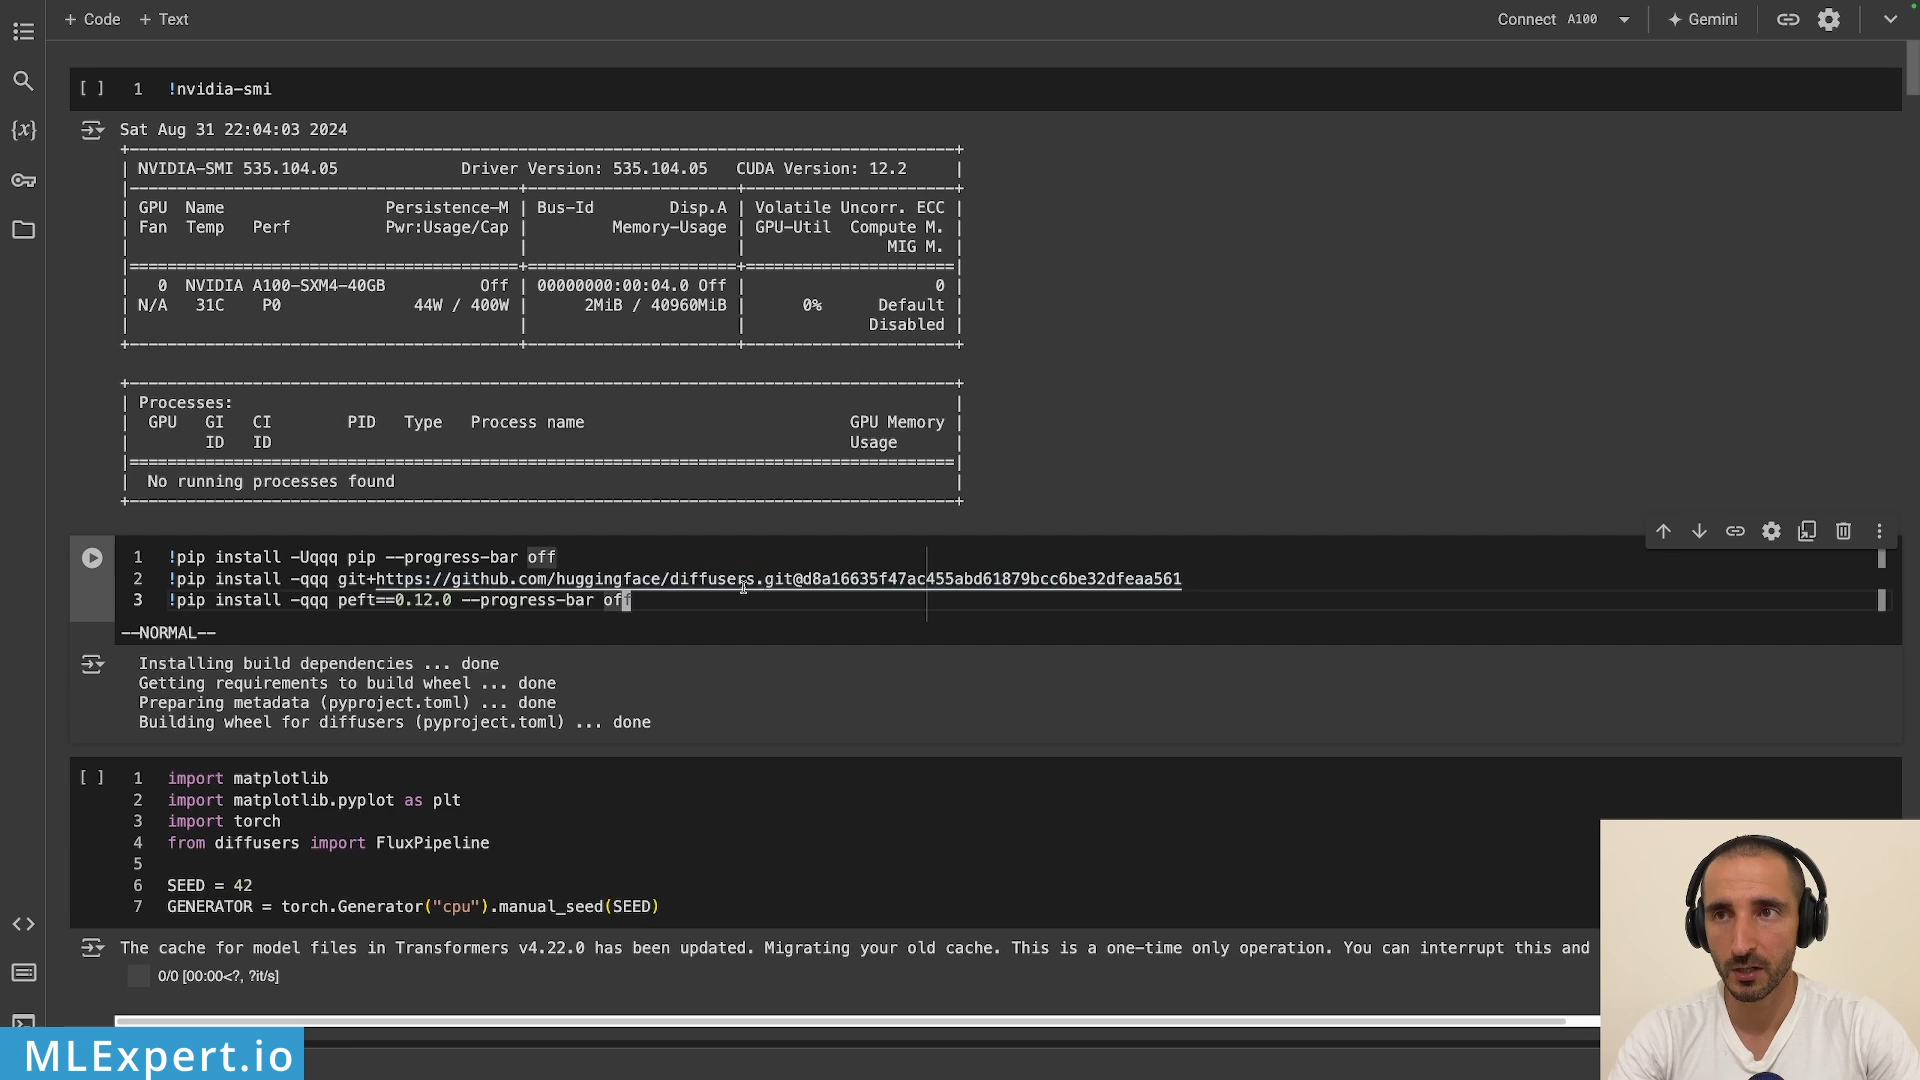 + Code + Text Connect A100 Gemini
[ ] 1 !nvidia-smi
Sat Aug 31 22:04:03 2024
NVIDIA-SMI 535.104.05 Driver Version: 535.104.05 CUDA Version: 12.2
GPU Name Persistence-M | Bus-Id Disp.A | Volatile Uncorr. ECC
Fan Temp Perf Pwr:Usage/Cap | Memory-Usage | GPU-Util Compute M.
MIG M.
0 NVIDIA A100-SXM4-40GB Off | 00000000:00:04.0 Off | 0
N/A 31C P0 44W / 400W | 2MiB / 40960MiB | 0% Default
Disabled
Processes:
GPU GI CI PID Type Process name GPU Memory
ID ID Usage
No running processes found
1 !pip install -Uqqq pip --progress-bar off
2 !pip install -qqq git+https://github.com/huggingface/diffusers.git@d8a16635f47ac455abd61879bcc6be32dfeaa561
3 !pip install -qqq peft==0.12.0 --progress-bar off
--NORMAL--
Installing build dependencies ... done
Getting requirements to build wheel ... done
Preparing metadata (pyproject.toml) ... done
Building wheel for diffusers (pyproject.toml) ... done
[ ] 1 import matplotlib
2 import matplotlib.pyplot as plt
3 import torch
4 from diffusers import FluxPipeline
5
6 SEED = 42
7 GENERATOR = torch.Generator("cpu").manual_seed(SEED)
The cache for model files in Transformers v4.22.0 has been updated. Migrating your old cache. This is a one-time only operation. You can interrupt this and
0/0 [00:00<?, ?it/s]
MLExpert.io